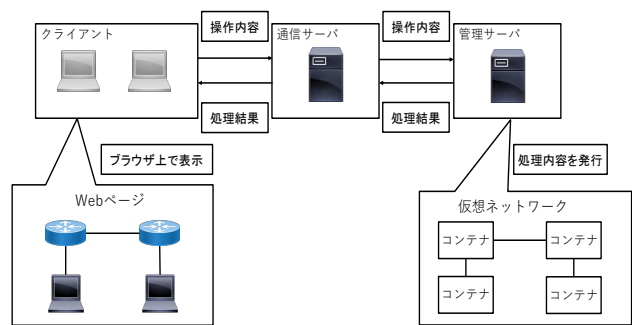 クライアント
操作内容
通信サーバ
操作内容
管理サーバ
処理結果
処理結果
ブラウザ上で表示
処理内容を発行
Webページ
仮想ネットワーク
コンテナ
コンテナ
コンテナ
コンテナ